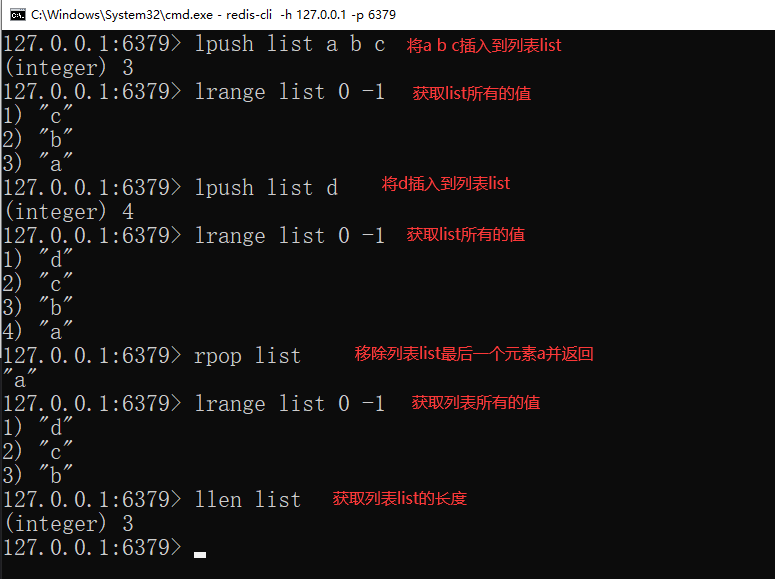 C:\Windows\System32\cmd.exe - redis-cli  -h 127.0.0.1 -p 6379
127.0.0.1:6379> lpush list a b c 将a b c插入到列表list
(integer) 3
127.0.0.1:6379> lrange list 0 -1 获取list所有的值
1) "c"
2) "b"
3) "a"
127.0.0.1:6379> lpush list d 将d插入到列表list
(integer) 4
127.0.0.1:6379> lrange list 0 -1 获取list所有的值
1) "d"
2) "c"
3) "b"
4) "a"
127.0.0.1:6379> rpop list 移除列表list最后一个元素a并返回
"a"
127.0.0.1:6379> lrange list 0 -1 获取列表所有的值
1) "d"
2) "c"
3) "b"
127.0.0.1:6379> llen list 获取列表list的长度
(integer) 3
127.0.0.1:6379>